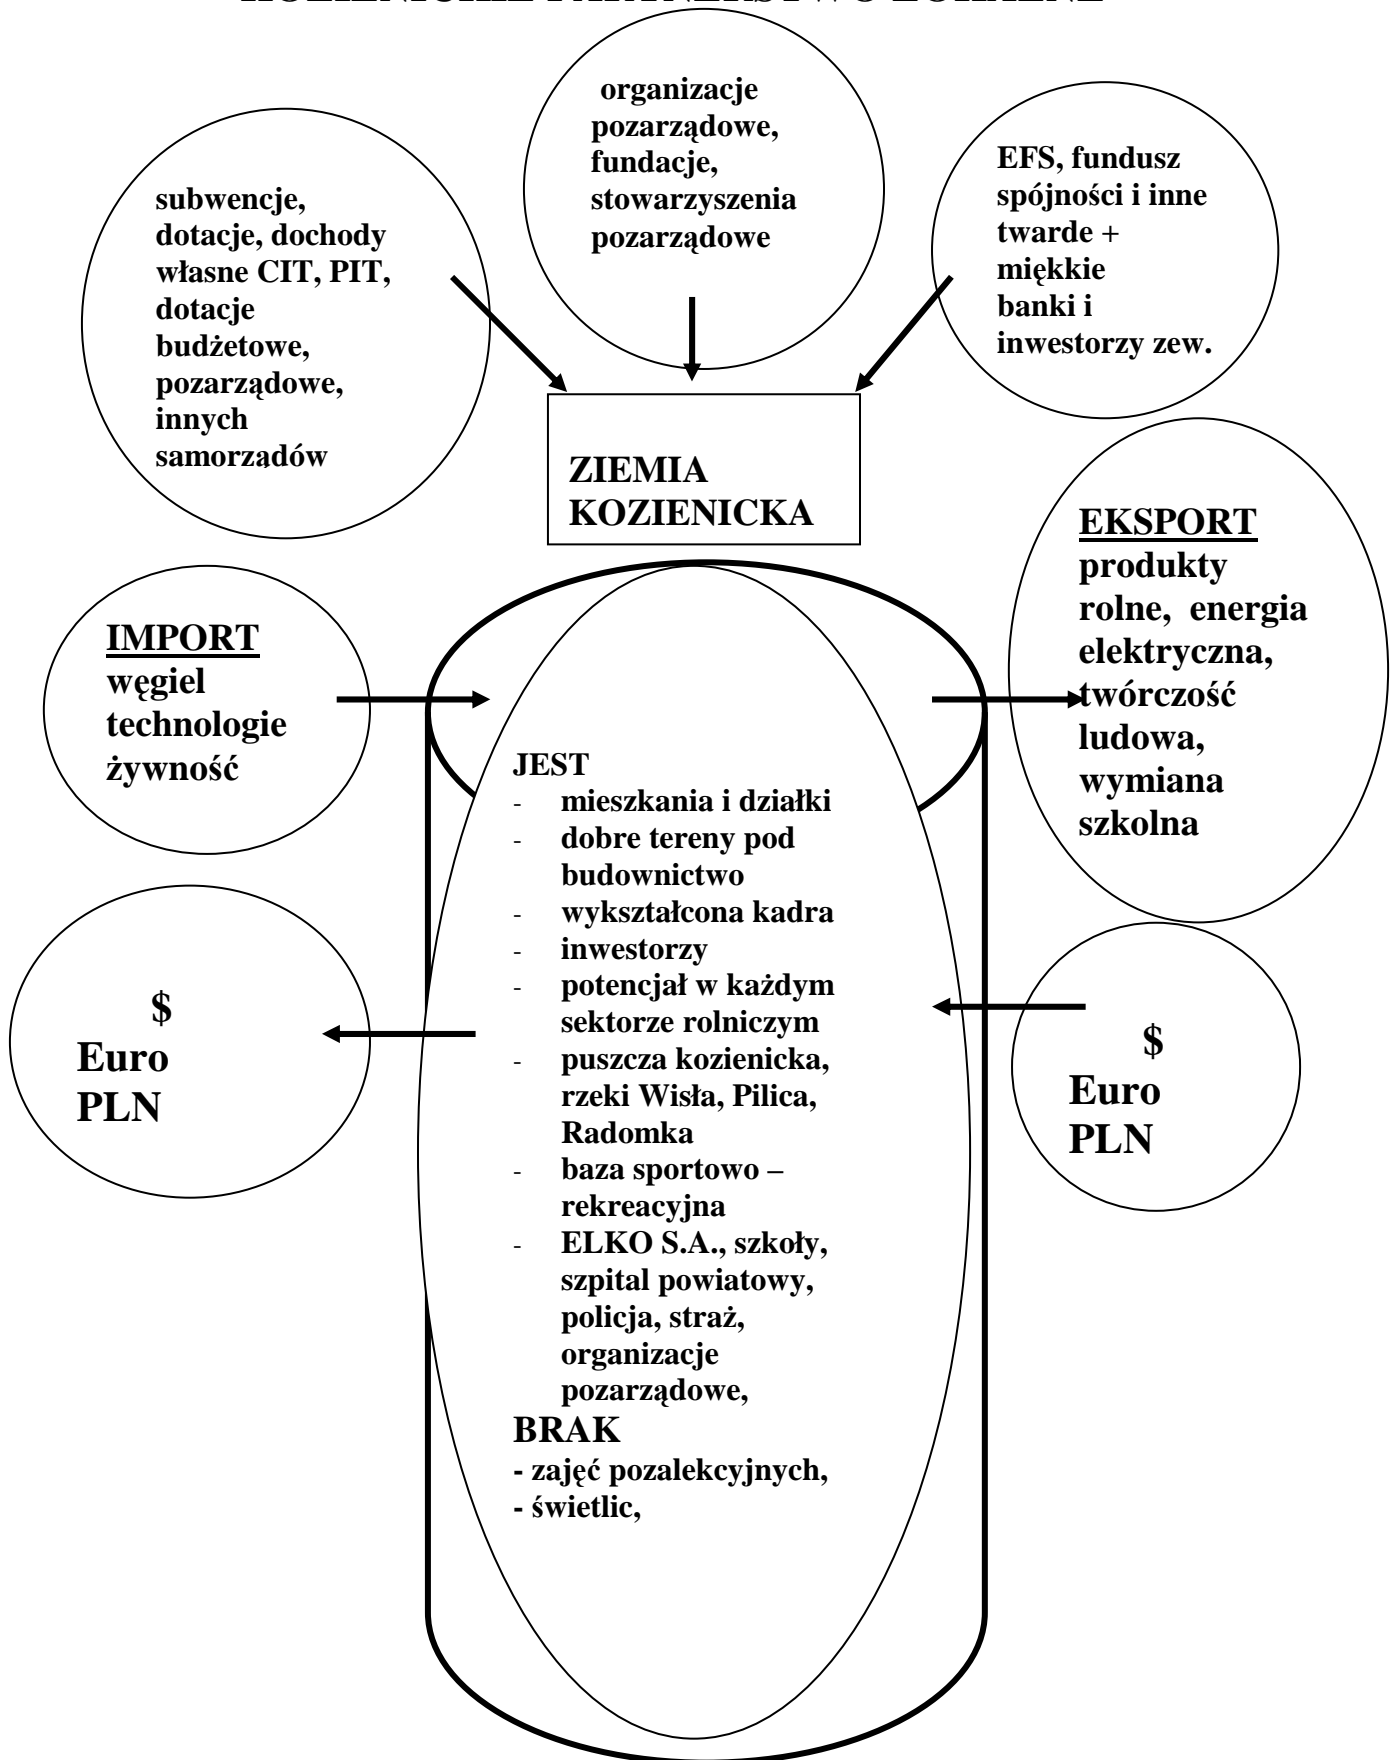 organizacje
pozarządowe,
fundacje,
stowarzyszenia
pozarządowe
subwencje,
dotacje, dochody
własne CIT, PIT,
dotacje
budżetowe,
pozarządowe,
innych
samorządów
EFS, fundusz
spójności i inne
twarde +
miękkie
banki i
inwestorzy zew.
ZIEMIA
KOZIENICKA
IMPORT
węgiel
technologie
żywność
EKSPORT
produkty
rolne, energia
elektryczna,
twórczość
ludowa,
wymiana
szkolna
JEST
- mieszkania i działki
- dobre tereny pod
budownictwo
- wykształcona kadra
- inwestorzy
- potencjał w każdym
sektorze rolniczym
- puszcza kozienicka,
rzeki Wisła, Pilica,
Radomka
- baza sportowo –
rekreacyjna
- ELKO S.A., szkoły,
szpital powiatowy,
policja, straż,
organizacje
pozarządowe,
BRAK
- zajęć pozalekcyjnych,
- świetlic,
$
Euro
PLN
$
Euro
PLN